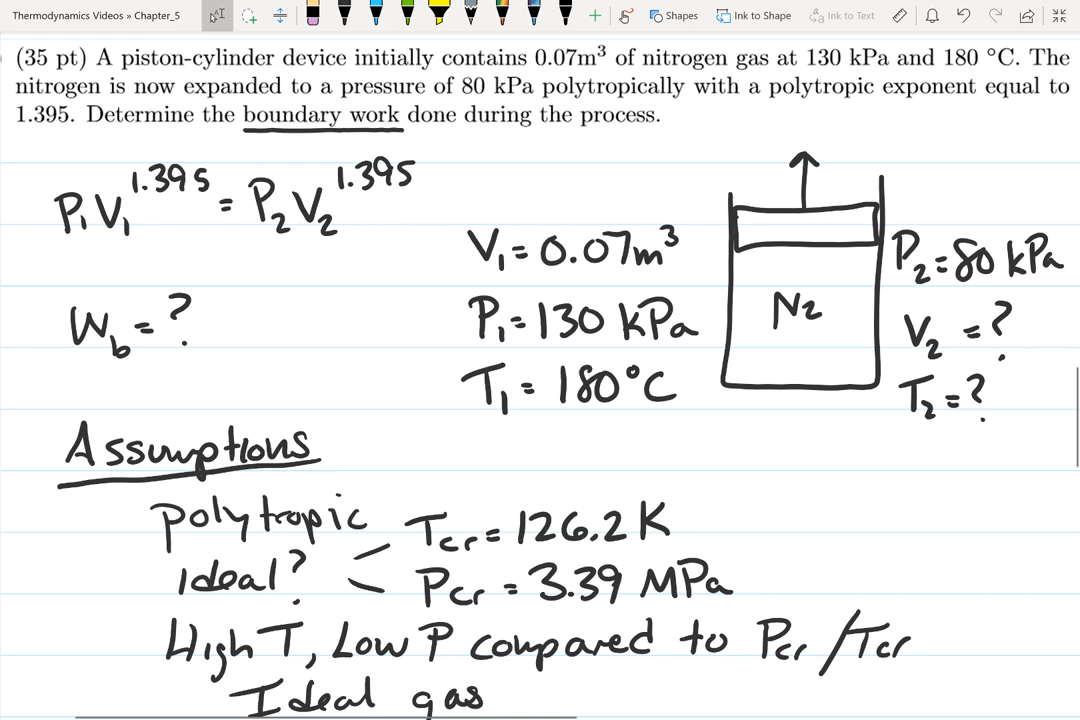 Thermodynamics Videos » Chapter_5
Shapes Ink to Shape Ink to Text
(35 pt) A piston-cylinder device initially contains 0.07m³ of nitrogen gas at 130 kPa and 180 °C. The
nitrogen is now expanded to a pressure of 80 kPa polytropically with a polytropic exponent equal to
1.395. Determine the boundary work done during the process.
P₁V₁^1.395 = P₂V₂^1.395
V₁ = 0.07m³
P₂ = 80 kPa
W_b = ?
P₁ = 130 kPa
N₂
V₂ = ?
T₁ = 180°C
T₂ = ?
Assumptions
Polytropic
Tcr = 126.2 K
Ideal?
Pcr = 3.39 MPa
High T, Low P compared to Pcr / Tcr
Ideal gas